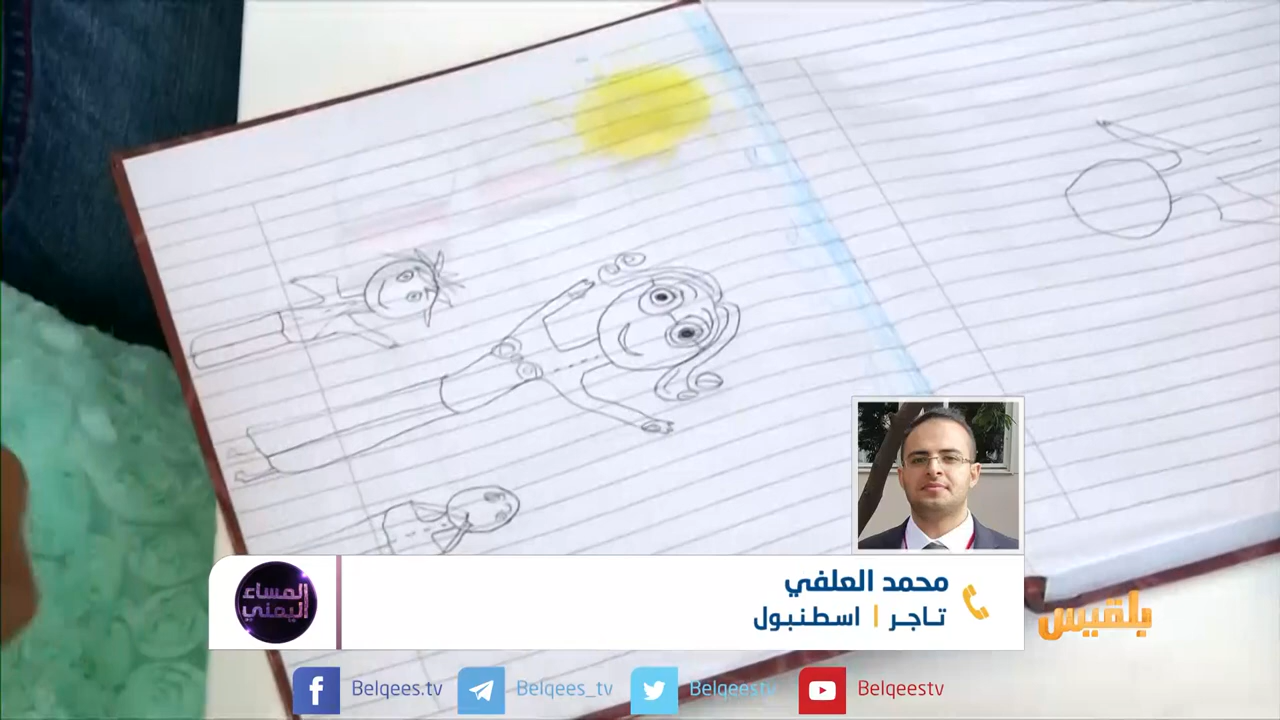 محمد العلفي
تاجر | اسطنبول
المساء
اليمني
بلقيس
Belqees.tv
Belqees_tv
Belqeestv
Belqeestv